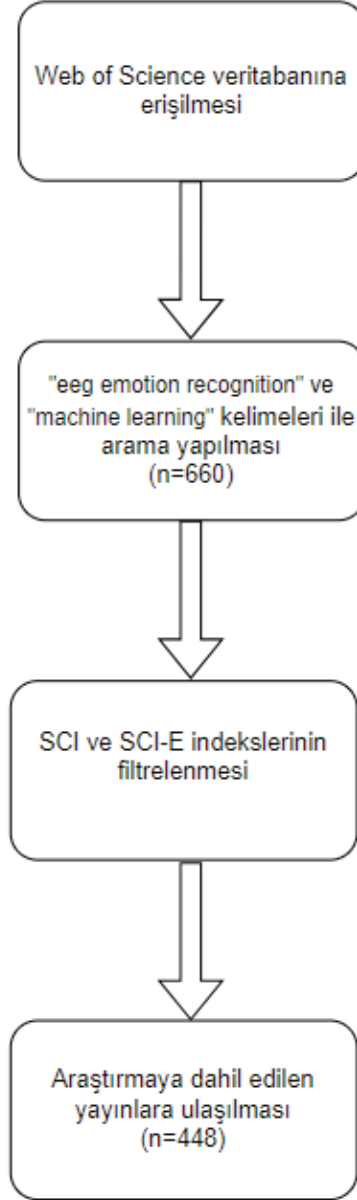 Web of Science veritabanına
erişilmesi
"eeg emotion recognition" ve
"machine learning" kelimeleri ile
arama yapılması
(n=660)
SCI ve SCI-E indekslerinin
filtrelenmesi
Araştırmaya dahil edilen
yayınlara ulaşılması
(n=448)